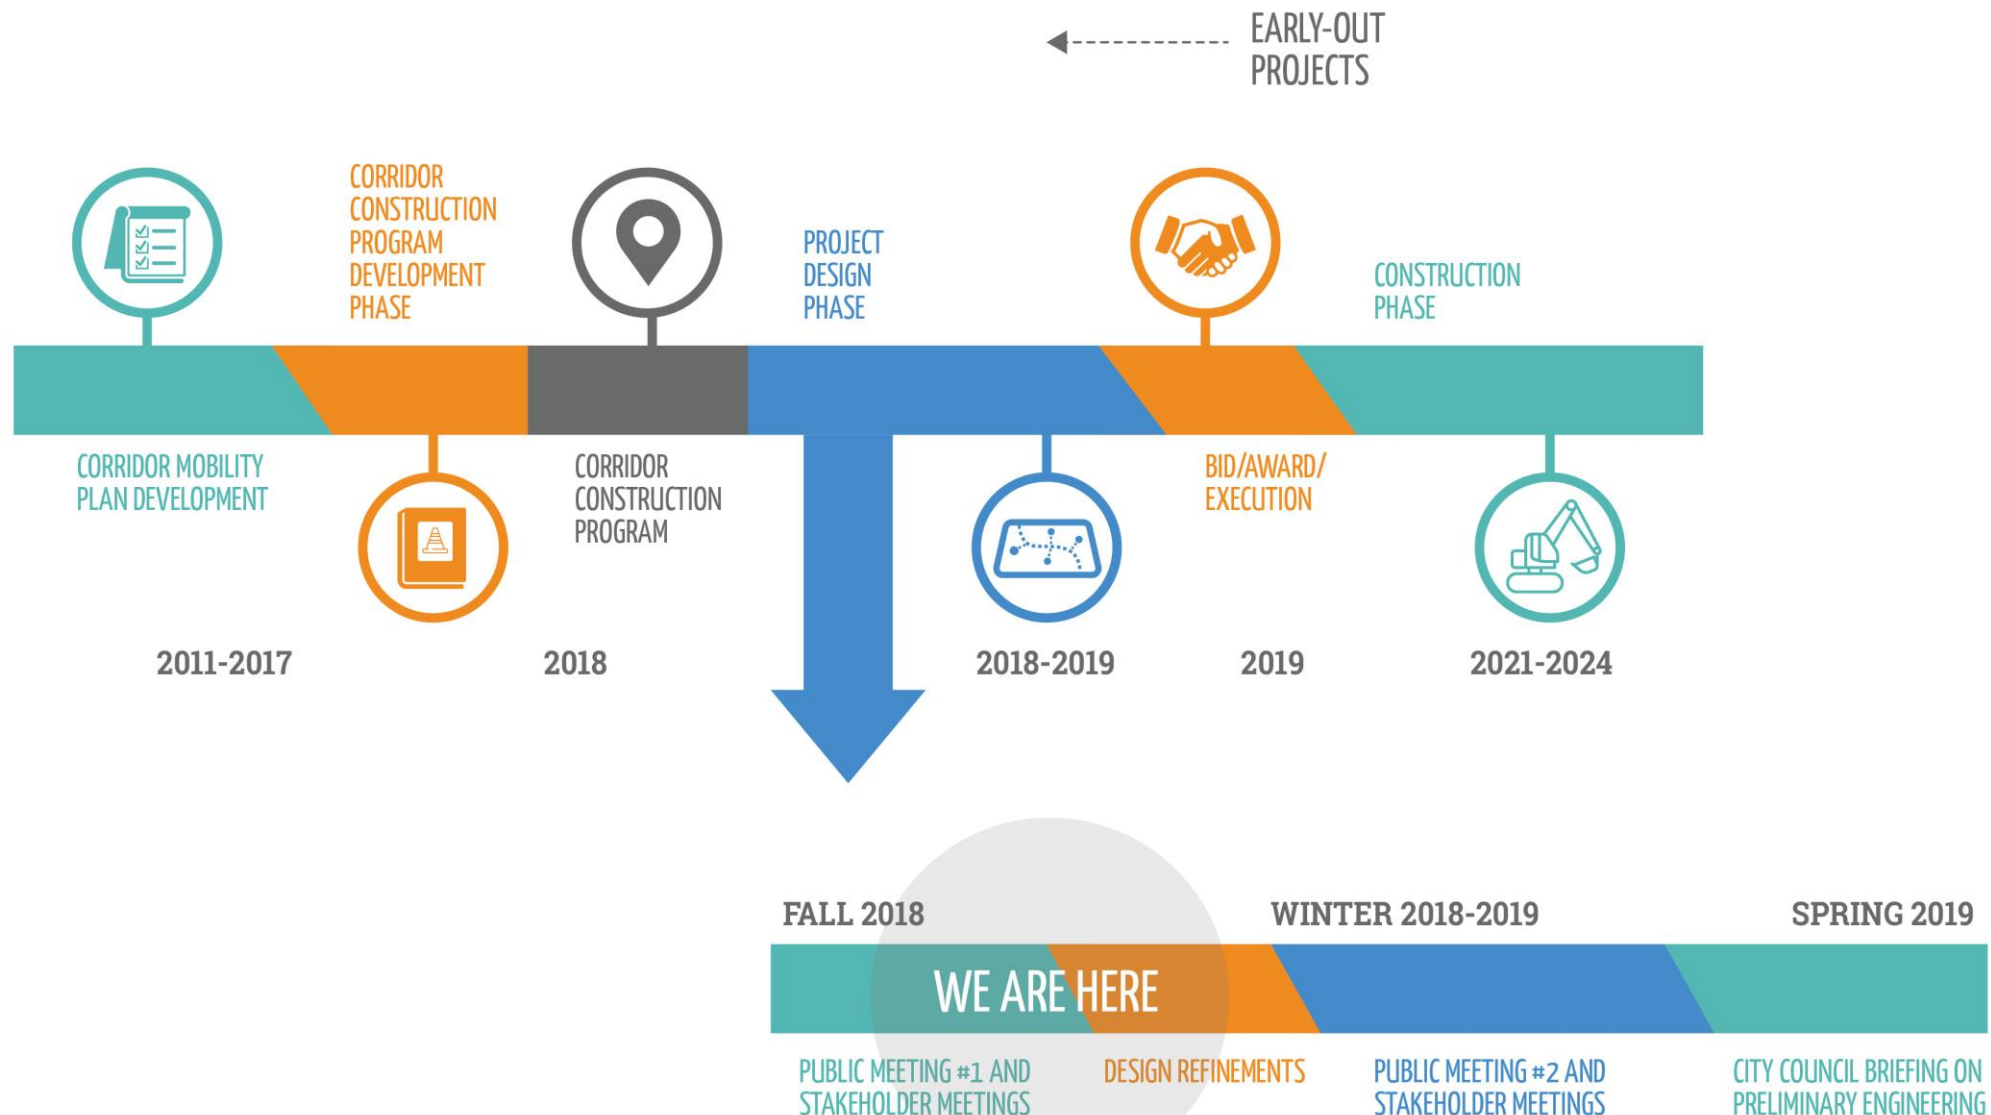 EARLY-OUT
PROJECTS
CORRIDOR
CONSTRUCTION
PROGRAM
DEVELOPMENT
PHASE
PROJECT
DESIGN
PHASE
CONSTRUCTION
PHASE
CORRIDOR MOBILITY
PLAN DEVELOPMENT
CORRIDOR
CONSTRUCTION
PROGRAM
BID/AWARD/
EXECUTION
2011-2017
2018
2018-2019
2019
2021-2024
FALL 2018
WINTER 2018-2019
SPRING 2019
WE ARE HERE
PUBLIC MEETING #1 AND
STAKEHOLDER MEETINGS
DESIGN REFINEMENTS
PUBLIC MEETING #2 AND
STAKEHOLDER MEETINGS
CITY COUNCIL BRIEFING ON
PRELIMINARY ENGINEERING